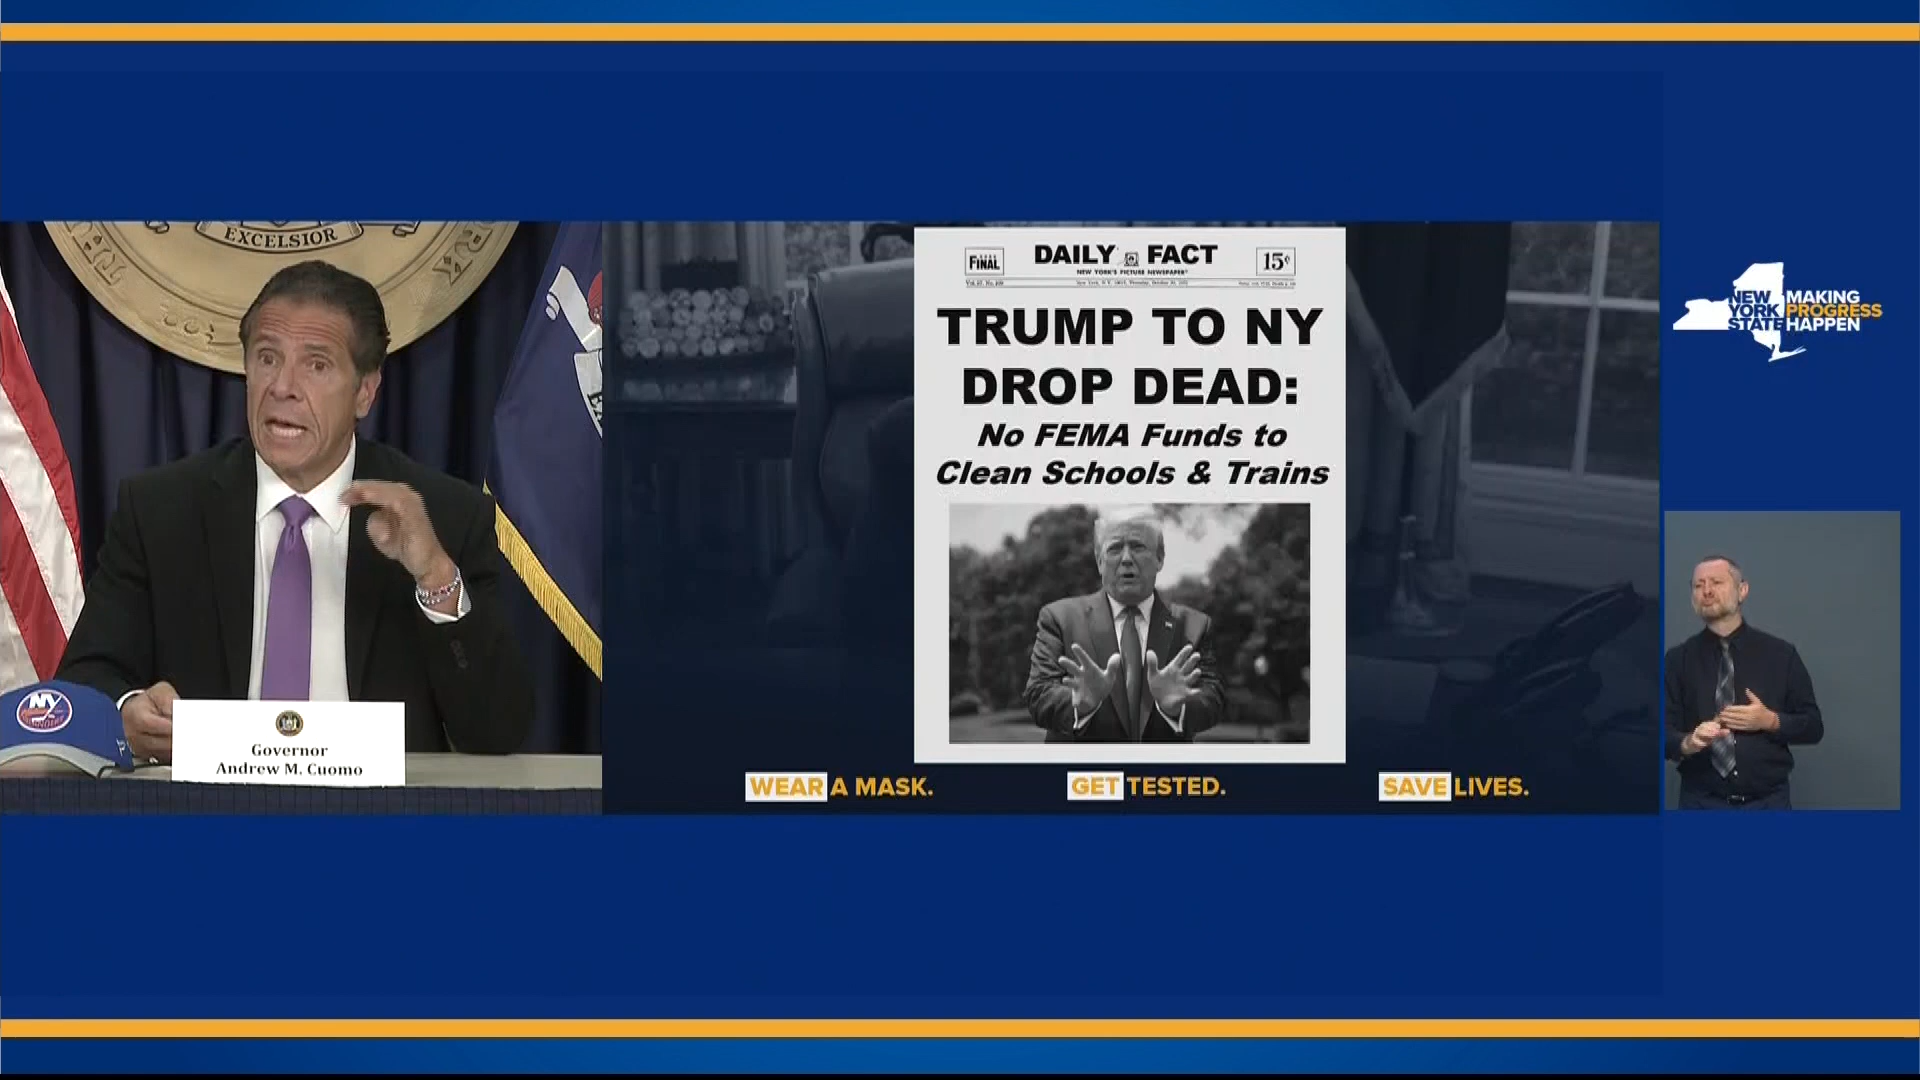 EXCELSIOR
NY
Governor
Andrew M. Cuomo
FINAL
DAILY FACT
NEW YORK'S PICTURE NEWSPAPER
15¢
TRUMP TO NY
DROP DEAD:
No FEMA Funds to
Clean Schools & Trains
WEAR A MASK.
GET TESTED.
SAVE LIVES.
NEW
YORK
STATE
MAKING
PROGRESS
HAPPEN